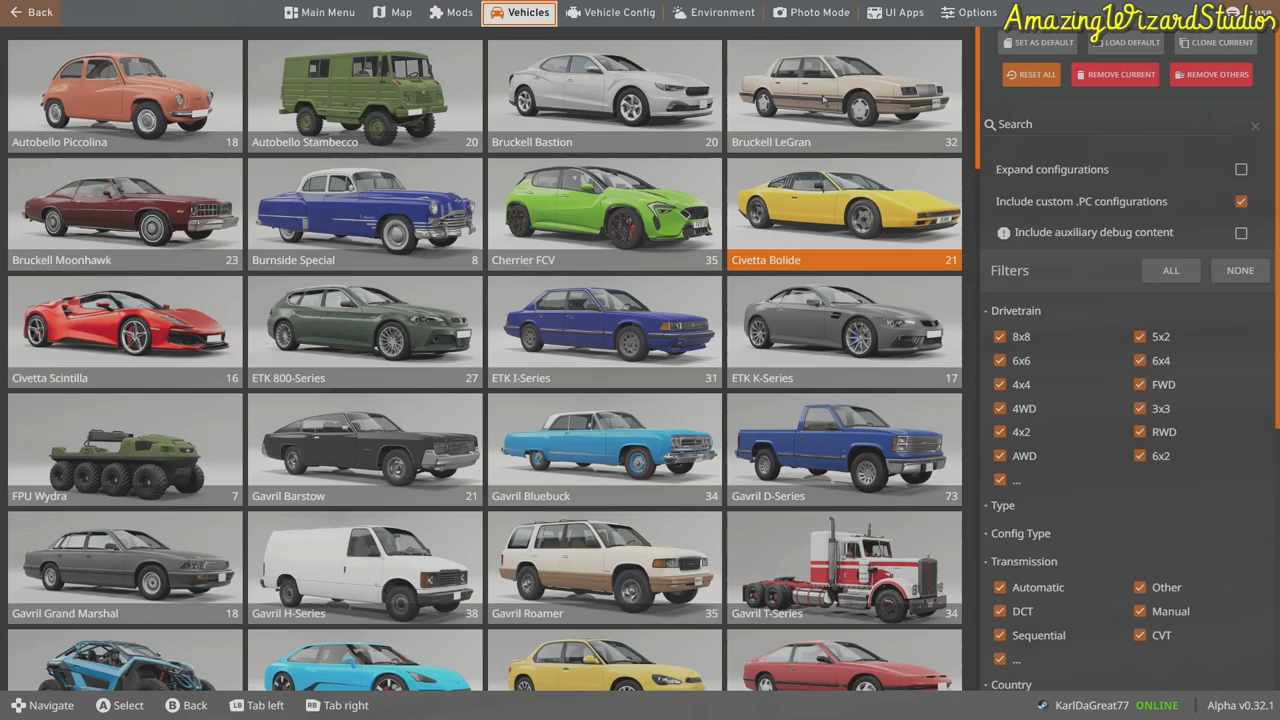 Back
Main Menu
Map
Mods
Vehicles
Vehicle Config
Environment
Photo Mode
UI Apps
Options
AmazingWizardStudios
SET AS DEFAULT
LOAD DEFAULT
CLONE CURRENT
RESET ALL
REMOVE CURRENT
REMOVE OTHERS
Autobello Piccolina 18
Autobello Stambecco 20
Bruckell Bastion 20
Bruckell LeGran 32
Bruckell Moonhawk 23
Burnside Special 8
Cherrier FCV 35
Civetta Bolide 21
Civetta Scintilla 16
ETK 800-Series 27
ETK I-Series 31
ETK K-Series 17
FPU Wydra 7
Gavril Barstow 21
Gavril Bluebuck 34
Gavril D-Series 73
Gavril Grand Marshal 18
Gavril H-Series 38
Gavril Roamer 35
Gavril T-Series 34
Search
Expand configurations
Include custom .PC configurations
Include auxiliary debug content
Filters
ALL
NONE
- Drivetrain
8x8
5x2
6x6
6x4
4x4
FWD
4WD
3x3
4x2
RWD
AWD
6x2
...
- Type
- Config Type
- Transmission
Automatic
Other
DCT
Manual
Sequential
CVT
...
- Country
Navigate
A Select
B Back
LB Tab left
RB Tab right
KarlDaGreat77 ONLINE
Alpha v0.32.1